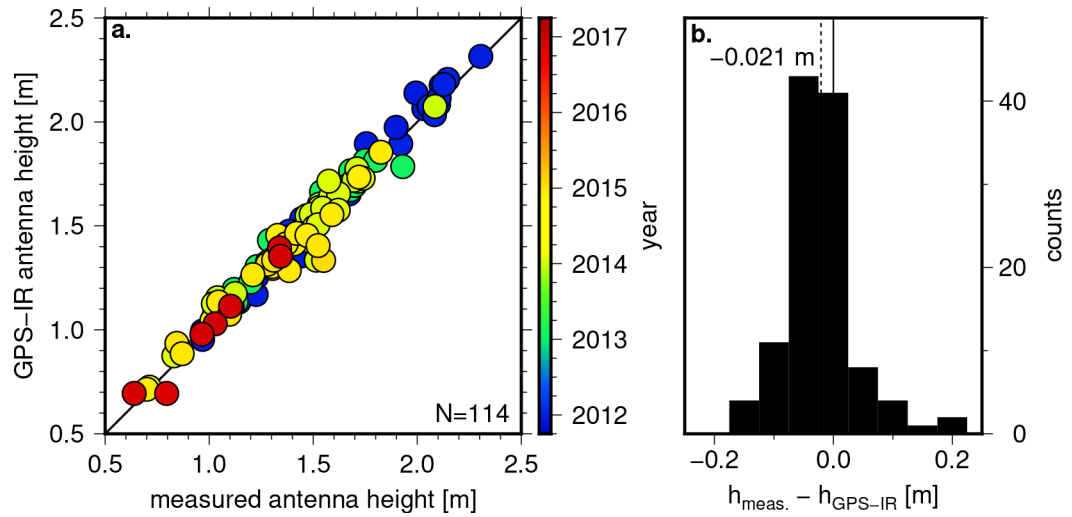 a.
2.5
2.0
1.5
1.0
0.5
GPS−IR antenna height [m]
0.5
1.0
1.5
2.0
2.5
measured antenna height [m]
N=114
2017
2016
2015
2014
2013
2012
year
b.
−0.021 m
40
20
0
counts
−0.2
0.0
0.2
h_meas. − h_GPS−IR [m]